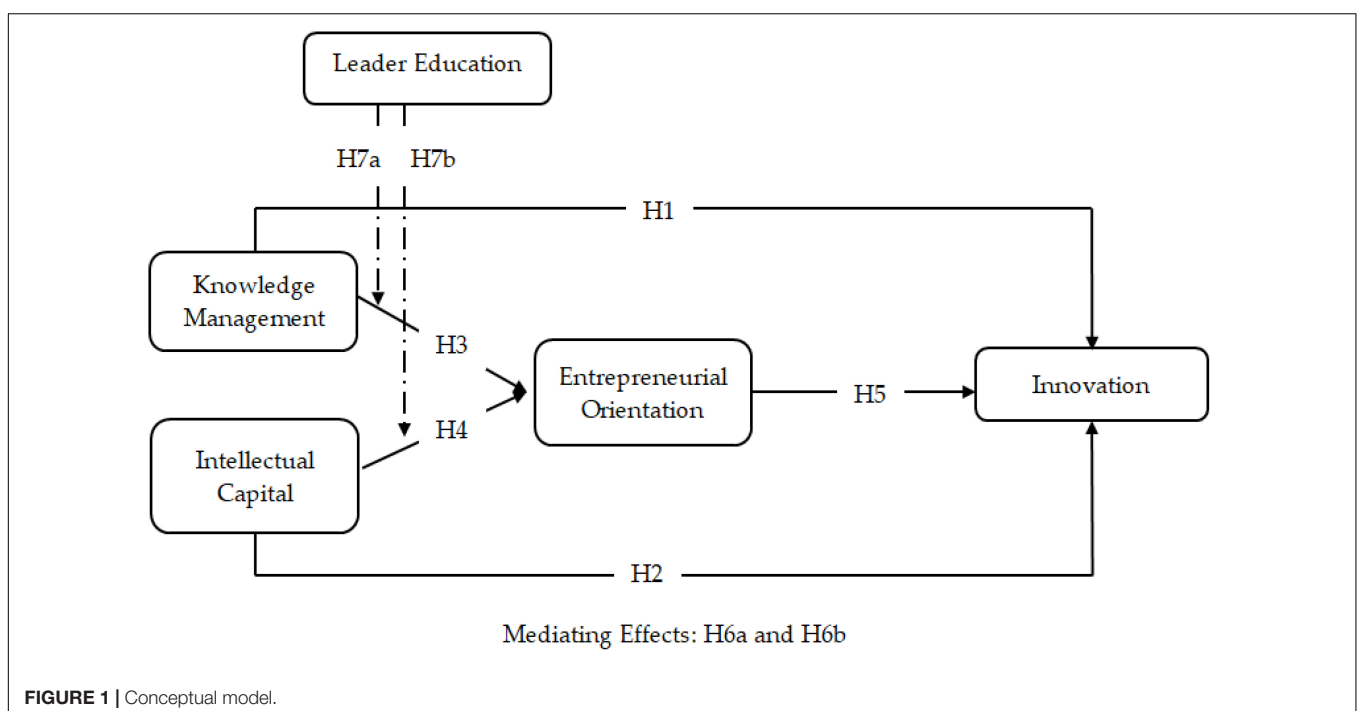 Leader Education
H7a H7b
H1
Knowledge
Management
H3
Entrepreneurial
Orientation
H5
Innovation
H4
Intellectual
Capital
H2
Mediating Effects: H6a and H6b
FIGURE 1 | Conceptual model.